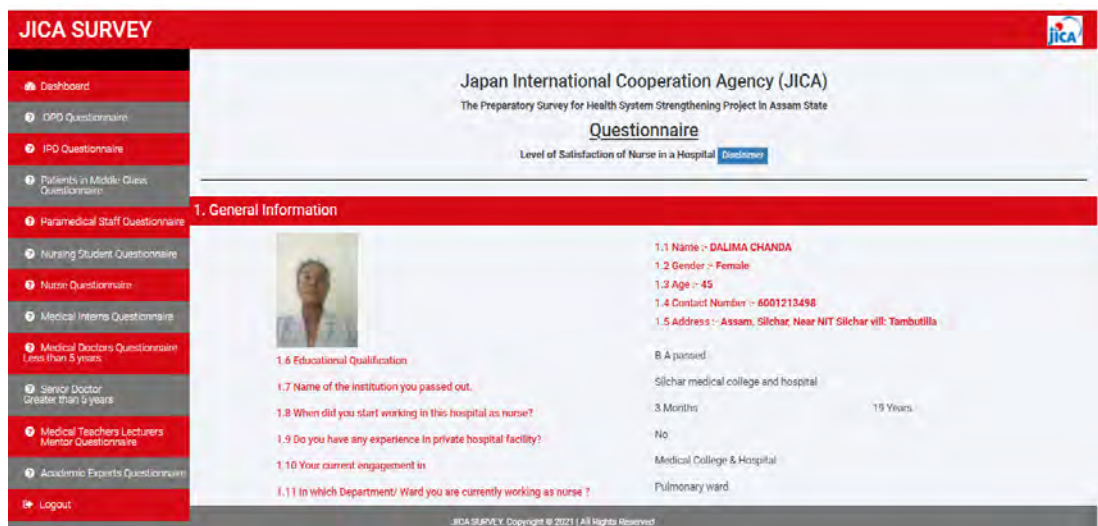 JICA SURVEY
jica
Dashboard
OPD Questionnaire
IPD Questionnaire
Patients in Middle Class
Questionnaire
Paramedical Staff Questionnaire
Nursing Student Questionnaire
Nurse Questionnaire
Medical Interns Questionnaire
Medical Doctors Questionnaire
Less than 5 years
Senior Doctor
Greater than 5 years
Medical Teachers Lecturers
Mentor Questionnaire
Academic Experts Questionnaire
Logout
Japan International Cooperation Agency (JICA)
The Preparatory Survey for Health System Strengthening Project in Assam State
Questionnaire
Level of Satisfaction of Nurse in a Hospital Disclaimer
1. General Information
1.1 Name :- DALIMA CHANDA
1.2 Gender :- Female
1.3 Age :- 45
1.4 Contact Number :- 6001213498
1.5 Address :- Assam, Silchar, Near NIT Silchar vill: Tambutilla
1.6 Educational Qualification
B A passed
1.7 Name of the institution you passed out.
Silchar medical college and hospital
1.8 When did you start working in this hospital as nurse?
3 Months 19 Years
1.9 Do you have any experience in private hospital facility?
No
1.10 Your current engagement in
Medical College & Hospital
1.11 In which Department/ Ward you are currently working as nurse ?
Pulmonary ward
JICA SURVEY. Copyright © 2021 | All Rights Reserved